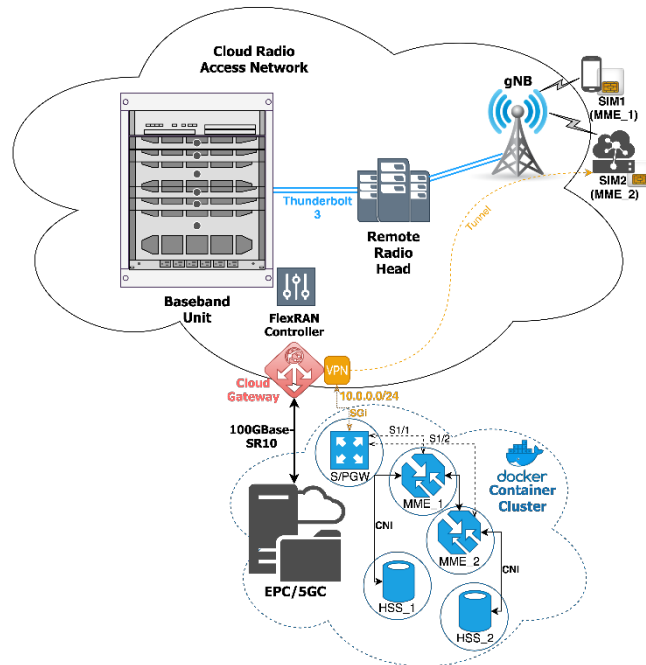 Cloud Radio
Access Network
gNB
SIM1
(MME_1)
SIM2
(MME_2)
Thunderbolt
3
Tunnel
Remote
Radio
Head
Baseband
Unit
FlexRAN
Controller
Cloud
Gateway
VPN
10.0.0.0/24
SGi
100GBase-
SR10
S1/1
S1/2
S/PGW
MME_1
docker
Container
Cluster
CNI
MME_2
CNI
EPC/5GC
HSS_1
HSS_2